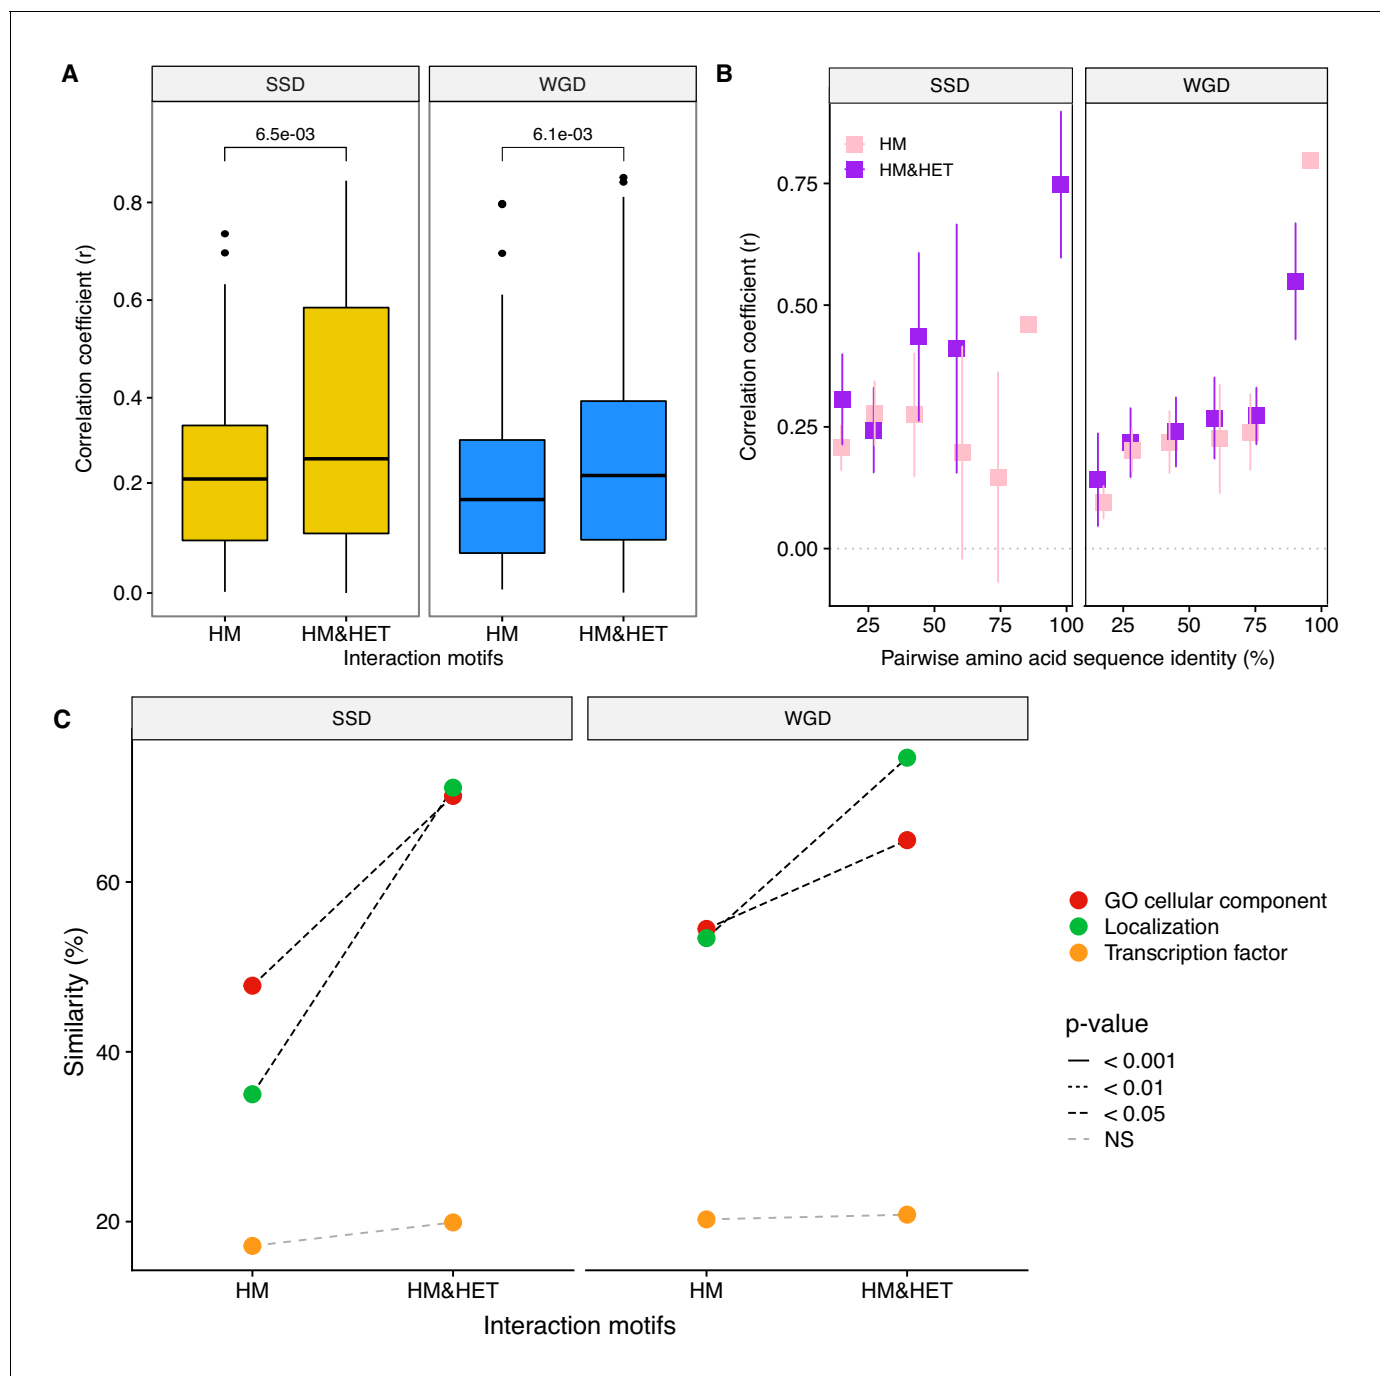 A
SSD
WGD
6.5e-03
6.1e-03
Correlation coefficient (r)
0.8
0.6
0.4
0.2
0.0
HM
HM&HET
HM
HM&HET
Interaction motifs
B
SSD
WGD
HM
HM&HET
Correlation coefficient (r)
0.75
0.50
0.25
0.00
25
50
75
100
25
50
75
100
Pairwise amino acid sequence identity (%)
C
SSD
WGD
Similarity (%)
60
40
20
HM
HM&HET
HM
HM&HET
Interaction motifs
GO cellular component
Localization
Transcription factor
p-value
< 0.001
< 0.01
< 0.05
NS